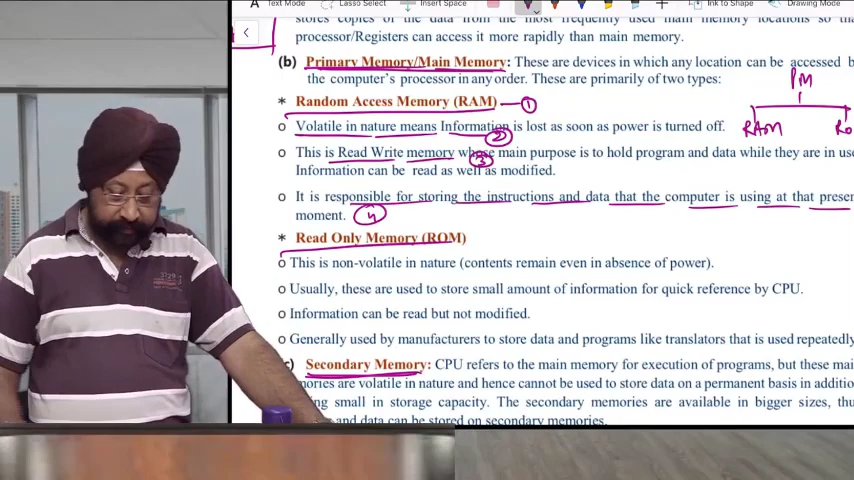 Text Mode
Lasso
Select
Insert Space
Ink to Shape
Drawing Mode
stores copies of the data from the most frequently used main memory locations so
processor/Registers can access it more rapidly than main memory.
(b) Primary Memory/Main Memory: These are devices in which any location can be accessed by
the computer's processor in any order. These are primarily of two types:
PM
* Random Access Memory (RAM) 1
RAM
o Volatile in nature means Information is lost as soon as power is turned off.
2
o This is Read Write memory whose main purpose is to hold program and data while they are in
3
Information can be read as well as modified.
o It is responsible for storing the instructions and data that the computer is using at that
moment. 4
* Read Only Memory (ROM)
o This is non-volatile in nature (contents remain even in absence of power).
o Usually, these are used to store small amount of information for quick reference by CPU.
o Information can be read but not modified.
o Generally used by manufacturers to store data and programs like translators that is used repeatedly
Secondary Memory: CPU refers to the main memory for execution of programs, but these
are volatile in nature and hence cannot be used to store data on a permanent basis in
small in storage capacity. The secondary memories are available in bigger sizes,
and data can be stored on secondary memories.
3129